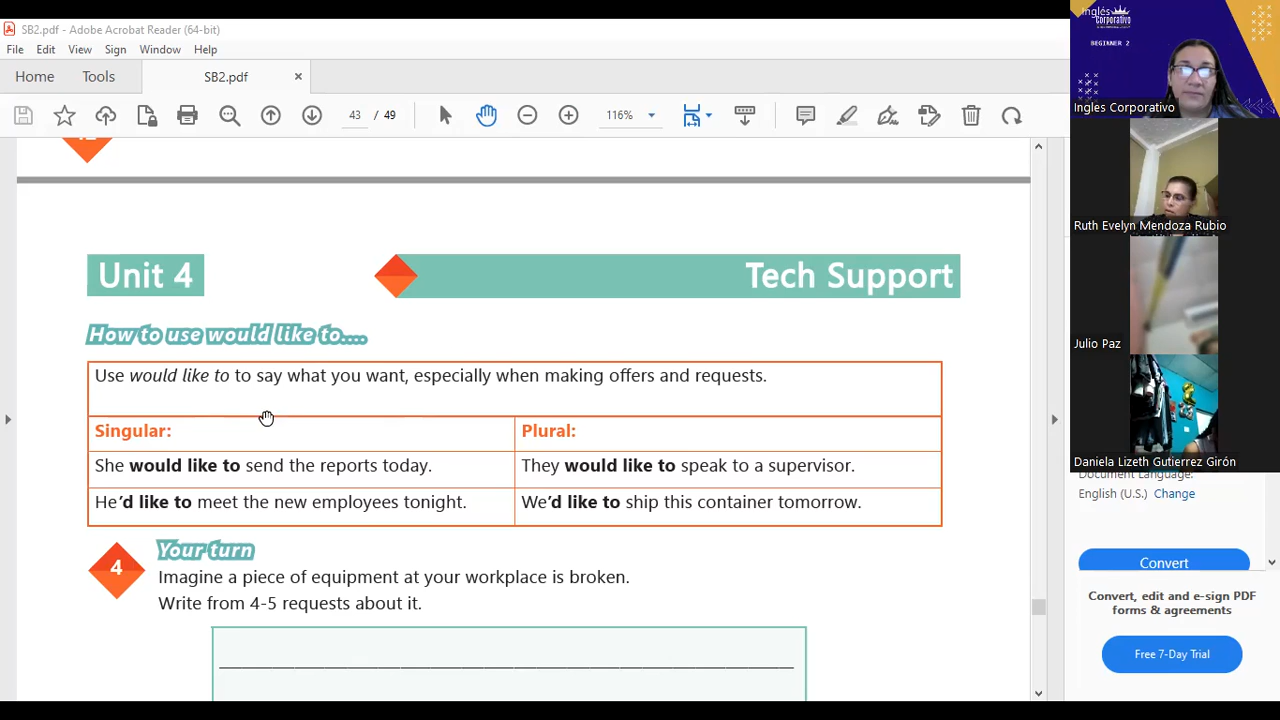 SB2.pdf - Adobe Acrobat Reader (64-bit)
File Edit View Sign Window Help
Home Tools SB2.pdf ×
43 / 49 116%
Unit 4 Tech Support
How to use would like to....
Use would like to to say what you want, especially when making offers and requests.
Singular: Plural:
She would like to send the reports today. They would like to speak to a supervisor.
He'd like to meet the new employees tonight. We'd like to ship this container tomorrow.
4 Your turn
Imagine a piece of equipment at your workplace is broken.
Write from 4-5 requests about it.
Inglés
Corporativo
BEGINNER 2
Ingles Corporativo
Ruth Evelyn Mendoza Rubio
Julio Paz
Daniela Lizeth Gutierrez Girón
Document Language:
English (U.S.) Change
Convert
Convert, edit and e-sign PDF
forms & agreements
Free 7-Day Trial